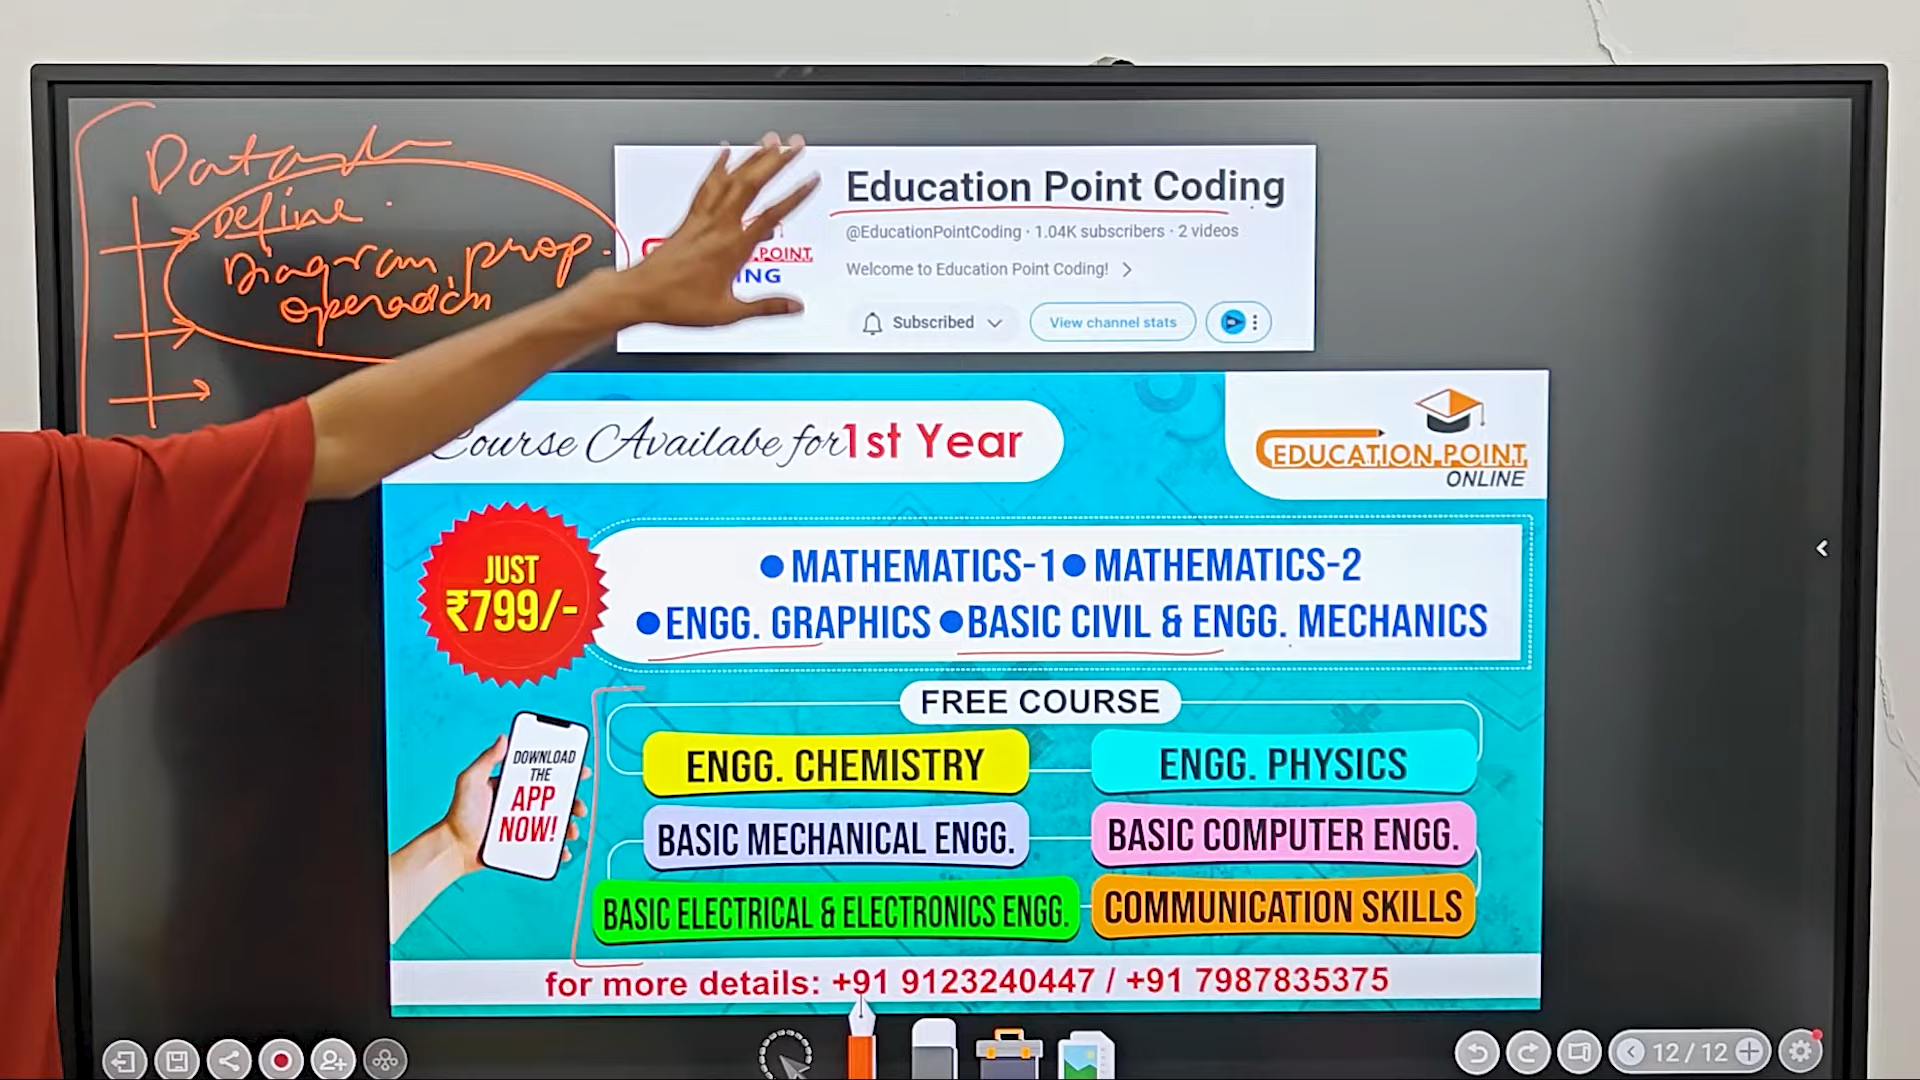 Define.
Diagram, prop.
operation
Education Point Coding
@EducationPointCoding · 1.04K subscribers · 2 videos
Welcome to Education Point Coding!
POINT
NG
Subscribed
View channel stats
Course Availabe for 1st Year
EDUCATION POINT
ONLINE
JUST
₹799/-
● MATHEMATICS-1 ● MATHEMATICS-2
● ENGG. GRAPHICS ● BASIC CIVIL & ENGG. MECHANICS
FREE COURSE
DOWNLOAD
THE
APP
NOW!
ENGG. CHEMISTRY
ENGG. PHYSICS
BASIC MECHANICAL ENGG.
BASIC COMPUTER ENGG.
BASIC ELECTRICAL & ELECTRONICS ENGG.
COMMUNICATION SKILLS
for more details: +91 9123240447 / +91 7987835375
12 / 12